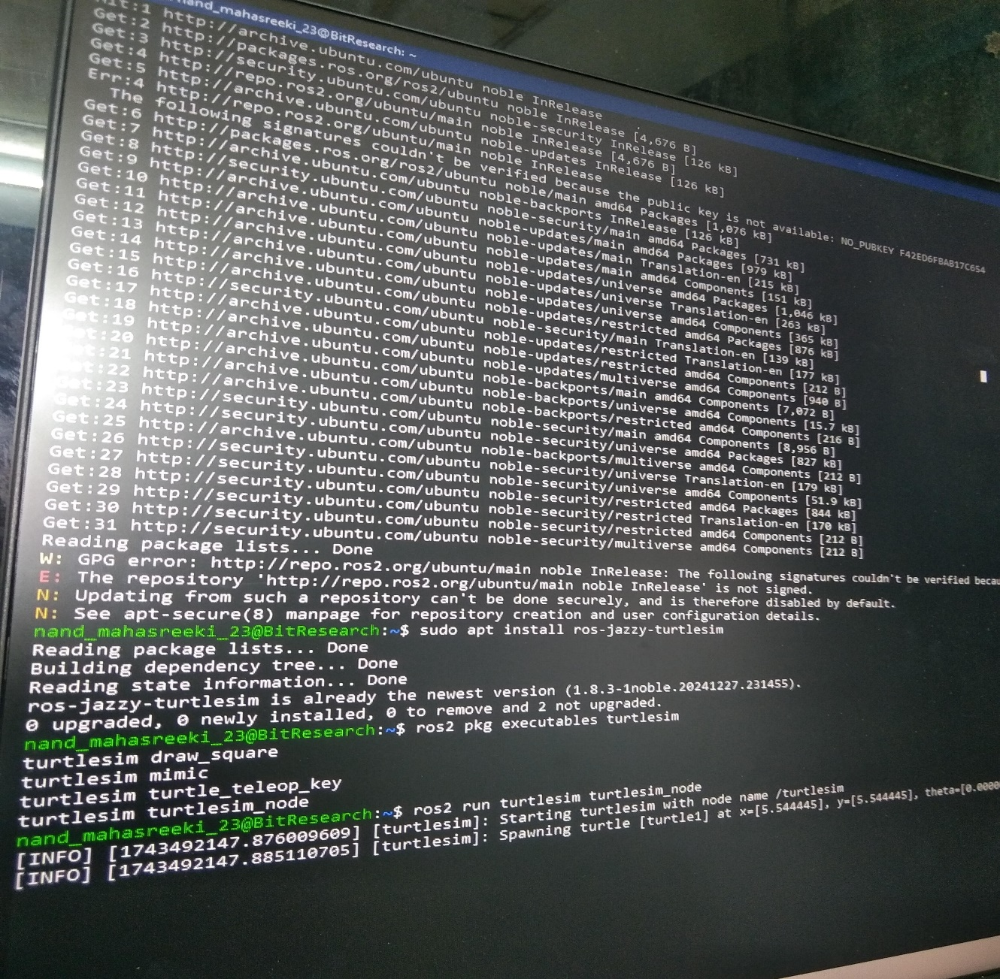 nand_mahasreeki_23@BitResearch: ~
Hit:1 http://archive.ubuntu.com/ubuntu noble InRelease
Get:2 http://packages.ros.org/ros2/ubuntu noble InRelease [4,676 B]
Get:3 http://security.ubuntu.com/ubuntu noble-security InRelease [126 kB]
Get:4 http://repo.ros2.org/ubuntu/main noble InRelease [4,676 B]
Get:5 http://archive.ubuntu.com/ubuntu noble-updates InRelease [126 kB]
Err:4 http://repo.ros2.org/ubuntu/main noble InRelease
The following signatures couldn't be verified because the public key is not available: NO_PUBKEY F42ED6FBAB17C654
Get:6 http://packages.ros.org/ros2/ubuntu noble/main amd64 Packages [1,076 kB]
Get:7 http://archive.ubuntu.com/ubuntu noble-backports InRelease [126 kB]
Get:8 http://security.ubuntu.com/ubuntu noble-security/main amd64 Packages [731 kB]
Get:9 http://archive.ubuntu.com/ubuntu noble-updates/main amd64 Packages [979 kB]
Get:10 http://archive.ubuntu.com/ubuntu noble-updates/main Translation-en [215 kB]
Get:11 http://archive.ubuntu.com/ubuntu noble-updates/main amd64 Components [151 kB]
Get:12 http://archive.ubuntu.com/ubuntu noble-updates/universe amd64 Packages [1,046 kB]
Get:13 http://archive.ubuntu.com/ubuntu noble-updates/universe Translation-en [263 kB]
Get:14 http://archive.ubuntu.com/ubuntu noble-updates/universe amd64 Components [365 kB]
Get:15 http://archive.ubuntu.com/ubuntu noble-updates/restricted amd64 Packages [876 kB]
Get:16 http://security.ubuntu.com/ubuntu noble-security/main Translation-en [139 kB]
Get:17 http://archive.ubuntu.com/ubuntu noble-updates/restricted Translation-en [177 kB]
Get:18 http://archive.ubuntu.com/ubuntu noble-updates/restricted amd64 Components [212 B]
Get:19 http://archive.ubuntu.com/ubuntu noble-updates/multiverse amd64 Components [940 B]
Get:20 http://archive.ubuntu.com/ubuntu noble-backports/main amd64 Components [7,072 B]
Get:21 http://archive.ubuntu.com/ubuntu noble-backports/universe amd64 Components [15.7 kB]
Get:22 http://archive.ubuntu.com/ubuntu noble-backports/restricted amd64 Components [216 B]
Get:23 http://security.ubuntu.com/ubuntu noble-security/main amd64 Components [8,956 B]
Get:24 http://security.ubuntu.com/ubuntu noble-security/universe amd64 Packages [827 kB]
Get:25 http://archive.ubuntu.com/ubuntu noble-backports/multiverse amd64 Components [212 B]
Get:26 http://security.ubuntu.com/ubuntu noble-security/universe Translation-en [179 kB]
Get:27 http://security.ubuntu.com/ubuntu noble-security/universe amd64 Components [51.9 kB]
Get:28 http://security.ubuntu.com/ubuntu noble-security/restricted amd64 Packages [844 kB]
Get:29 http://security.ubuntu.com/ubuntu noble-security/restricted Translation-en [170 kB]
Get:30 http://security.ubuntu.com/ubuntu noble-security/restricted amd64 Components [212 B]
Get:31 http://security.ubuntu.com/ubuntu noble-security/multiverse amd64 Components [212 B]
Reading package lists... Done
W: GPG error: http://repo.ros2.org/ubuntu/main noble InRelease: The following signatures couldn't be verified becau
E: The repository 'http://repo.ros2.org/ubuntu/main noble InRelease' is not signed.
N: Updating from such a repository can't be done securely, and is therefore disabled by default.
N: See apt-secure(8) manpage for repository creation and user configuration details.
nand_mahasreeki_23@BitResearch:~$ sudo apt install ros-jazzy-turtlesim
Reading package lists... Done
Building dependency tree... Done
Reading state information... Done
ros-jazzy-turtlesim is already the newest version (1.8.3-1noble.20241227.231455).
0 upgraded, 0 newly installed, 0 to remove and 2 not upgraded.
nand_mahasreeki_23@BitResearch:~$ ros2 pkg executables turtlesim
turtlesim draw_square
turtlesim mimic
turtlesim turtle_teleop_key
turtlesim turtlesim_node
nand_mahasreeki_23@BitResearch:~$ ros2 run turtlesim turtlesim_node
[INFO] [1743492147.876009609] [turtlesim]: Starting turtlesim with node name /turtlesim
[INFO] [1743492147.885110705] [turtlesim]: Spawning turtle [turtle1] at x=[5.544445], y=[5.544445], theta=[0.0000